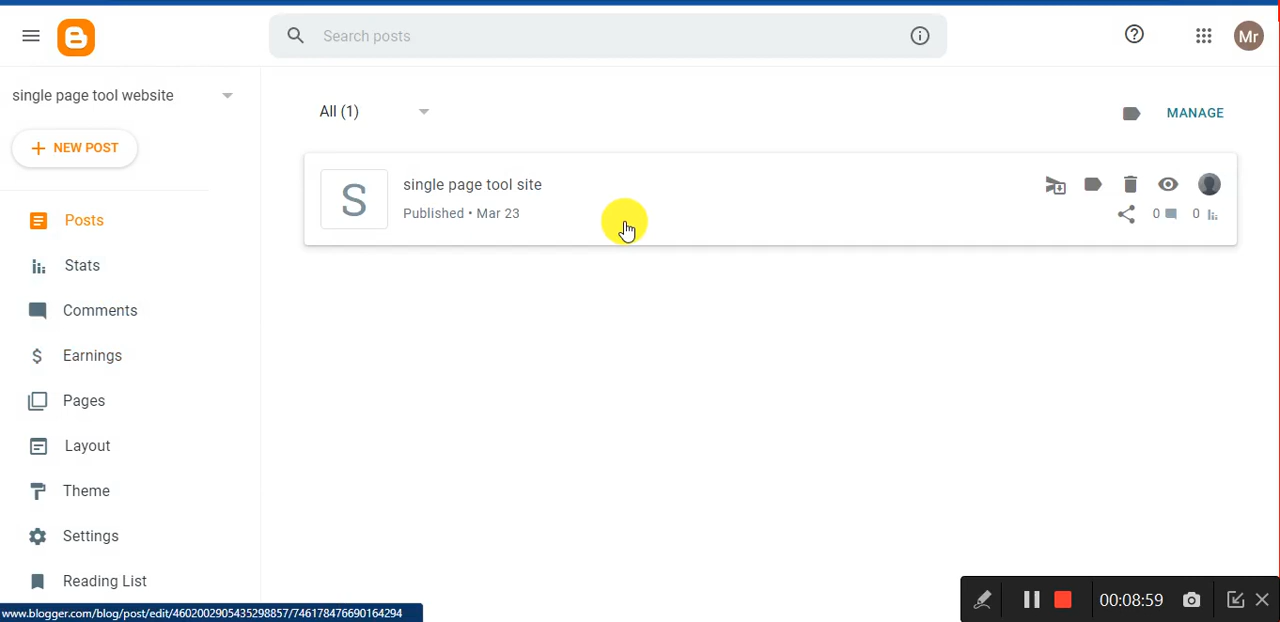 Search posts
Mr
single page tool website
All (1)
MANAGE
+ NEW POST
S
single page tool site
Published • Mar 23
0
0
Posts
Stats
Comments
Earnings
Pages
Layout
Theme
Settings
Reading List
www.blogger.com/blog/post/edit/4602002905435298857/746178476690164294
00:08:59